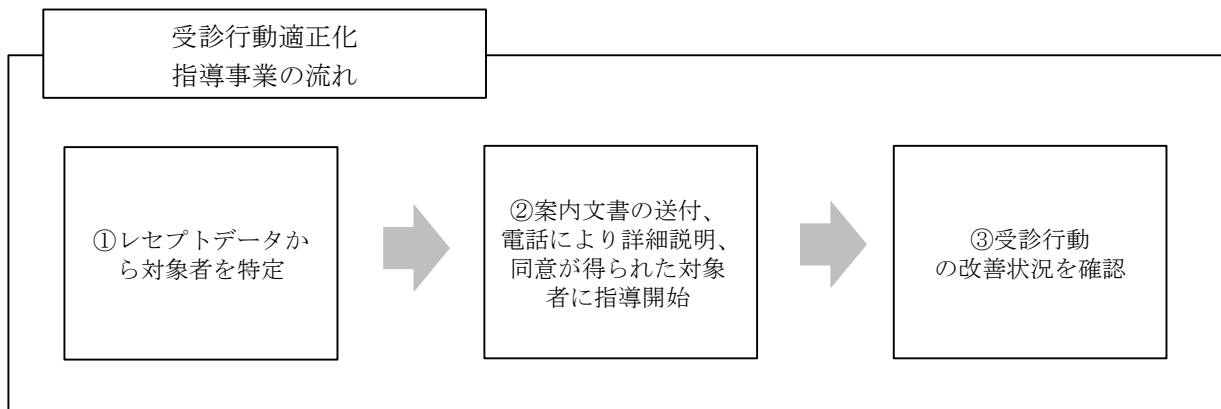 受診行動適正化
指導事業の流れ
①レセプトデータか
ら対象者を特定
②案内文書の送付、
電話により詳細説明、
同意が得られた対象
者に指導開始
③受診行動
の改善状況を確認